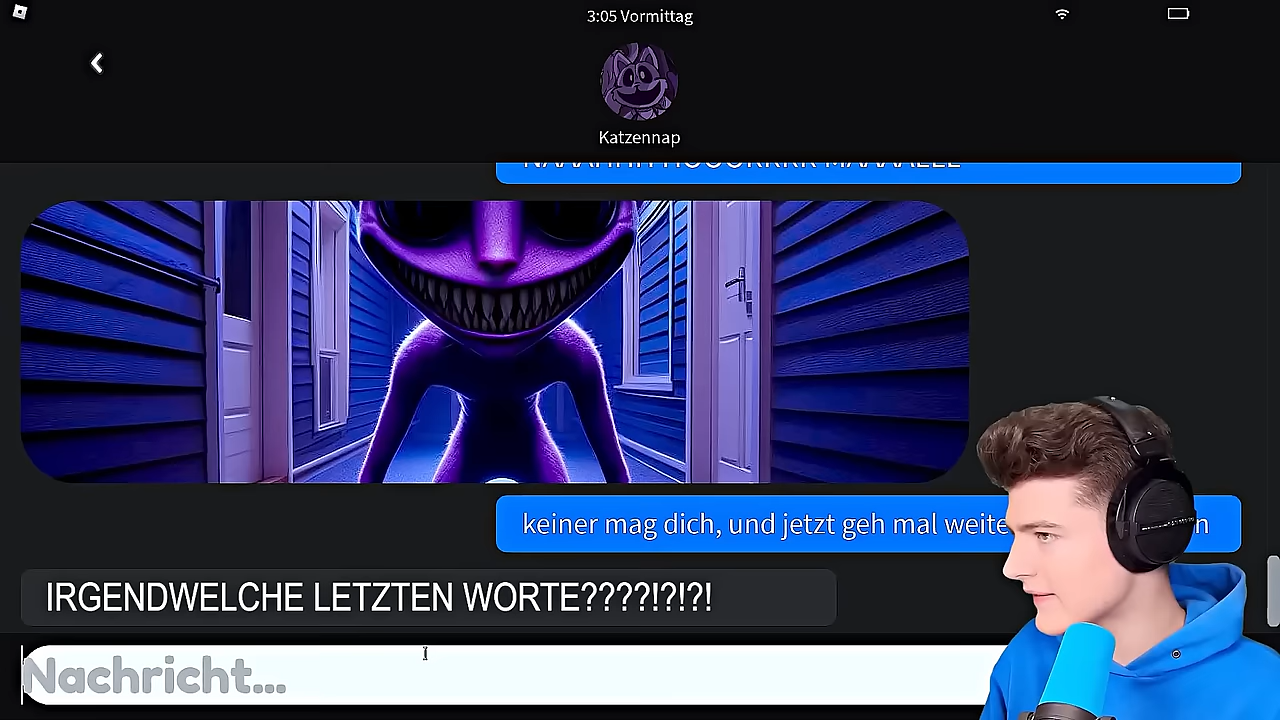 3:05 Vormittag
Katzennap
keiner mag dich, und jetzt geh mal weite
IRGENDWELCHE LETZTEN WORTE????!?!?!
Nachricht...